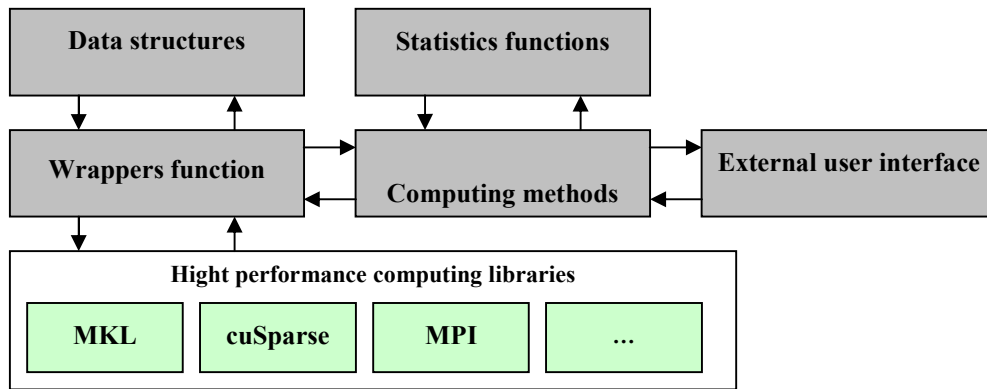 Data structures
Statistics functions
Wrappers function
Computing methods
External user interface
Hight performance computing libraries
MKL
cuSparse
MPI
...